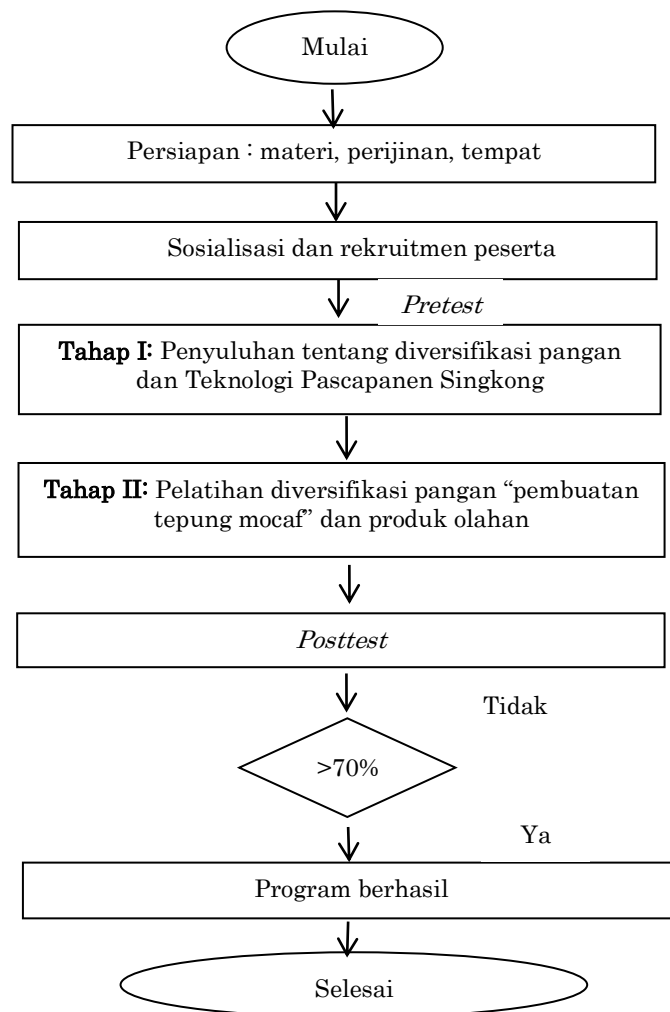 Mulai
Persiapan : materi, perijinan, tempat
Sosialisasi dan rekruitmen peserta
Pretest
Tahap I: Penyuluhan tentang diversifikasi pangan
dan Teknologi Pascapanen Singkong
Tahap II: Pelatihan diversifikasi pangan “pembuatan
tepung mocaf” dan produk olahan
Posttest
Tidak
>70%
Ya
Program berhasil
Selesai